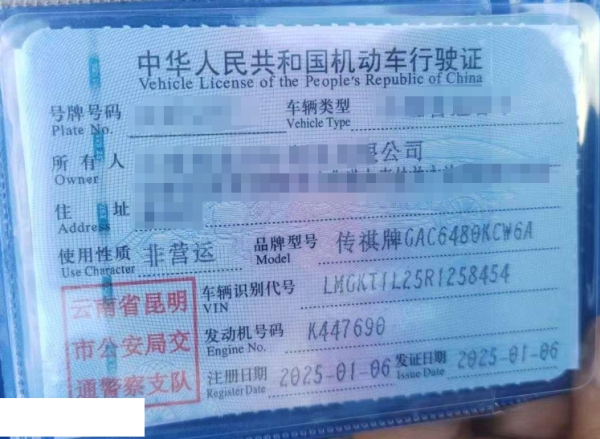 中华人民共和国机动车行驶证
Vehicle License of the People's Republic of China
号牌号码
Plate No.
车辆类型
Vehicle Type
所有人
Owner
限公司
住址
Address
使用性质 非营运
Use Character
品牌型号 传祺牌GAC6480KCW6A
Model
云南省昆明
市公安局交
通警察支队
车辆识别代号 LMGKT1L25R1258454
VIN
发动机号码 K447690
Engine No.
注册日期 2025-01-06
Register Date
发证日期 2025-01-06
Issue Date